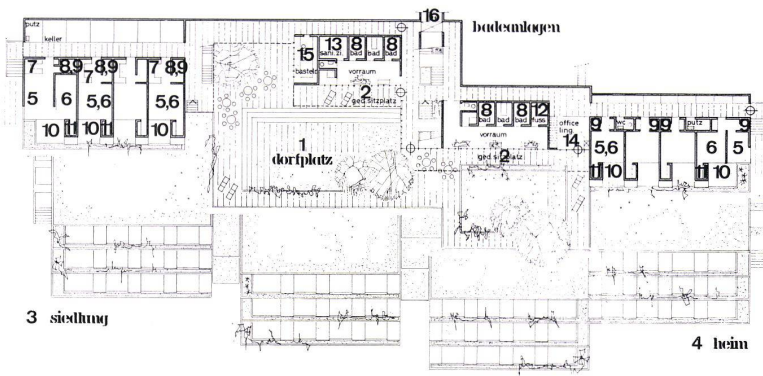 16
badeanlagen
putz
keller
13 8 8
sani. zi. bad bad bad
15
basteln
vorraum
2
ged sitzplatz
7 8,9 8,9 7 8,9
7
5 6 5,6 5,6
10 11 10 11 10
1
dorfplatz
8 8 12
bad bad bad fuss.
office
ling.
vorraum
14
2
ged sitzplatz
9 wc 9 9 putz 9
5,6 6 5
11 10 11 10
3 siedlung
4 heim